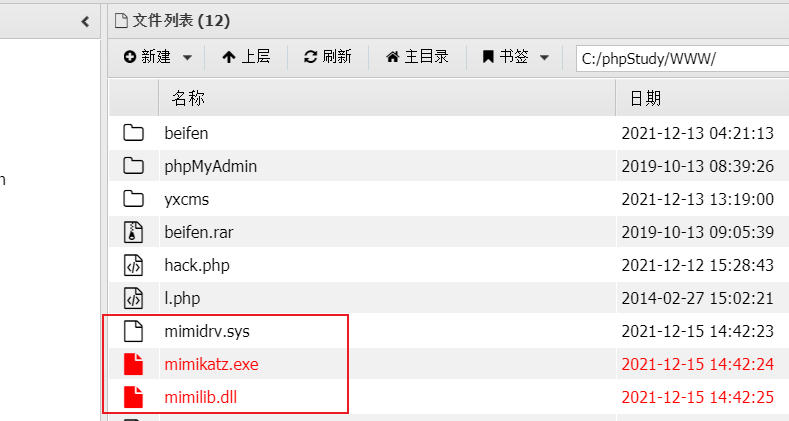 文件列表 (12)
新建 上层 刷新 主目录 书签 C:/phpStudy/WWW/
名称 日期
beifen 2021-12-13 04:21:13
phpMyAdmin 2019-10-13 08:39:26
yxcms 2021-12-13 13:19:00
beifen.rar 2019-10-13 09:05:39
hack.php 2021-12-12 15:28:43
l.php 2014-02-27 15:02:21
mimidrv.sys 2021-12-15 14:42:23
mimikatz.exe 2021-12-15 14:42:24
mimilib.dll 2021-12-15 14:42:25